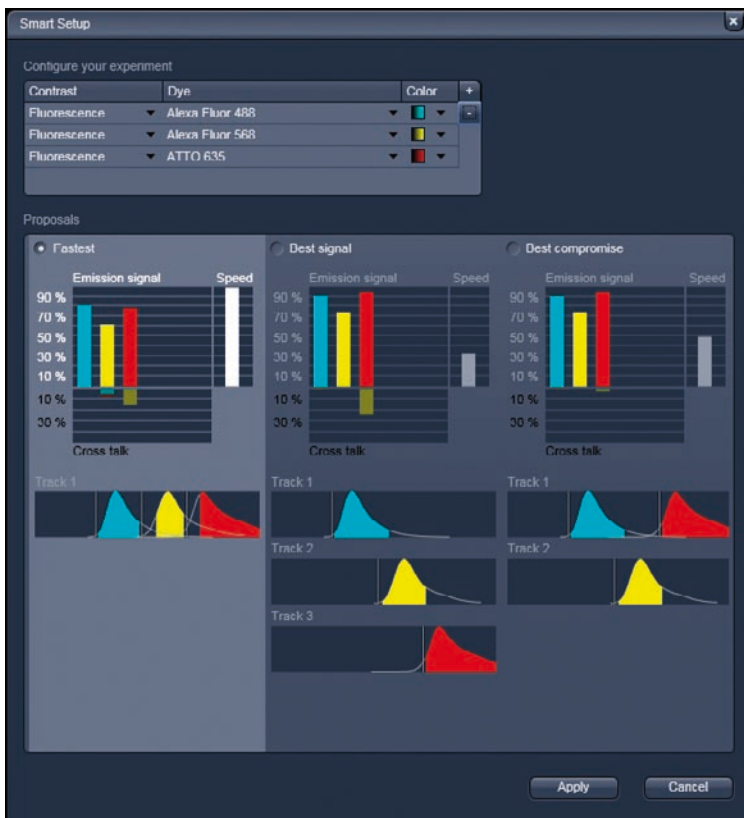 Smart Setup
x
Configure your experiment
Contrast Dye Color +
Fluorescence Alexa Fluor 488 -
Fluorescence Alexa Fluor 568
Fluorescence ATTO 635
Proposals
Fastest
Emission signal Speed
90 %
70 %
50 %
30 %
10 %
10 %
30 %
Cross talk
Track 1
Dest signal
Emission signal Speed
90 %
70 %
50 %
30 %
10 %
10 %
30 %
Cross talk
Track 1
Track 2
Track 3
Dest compromise
Emission signal Speed
90 %
70 %
50 %
30 %
10 %
10 %
30 %
Cross talk
Track 1
Track 2
Apply Cancel